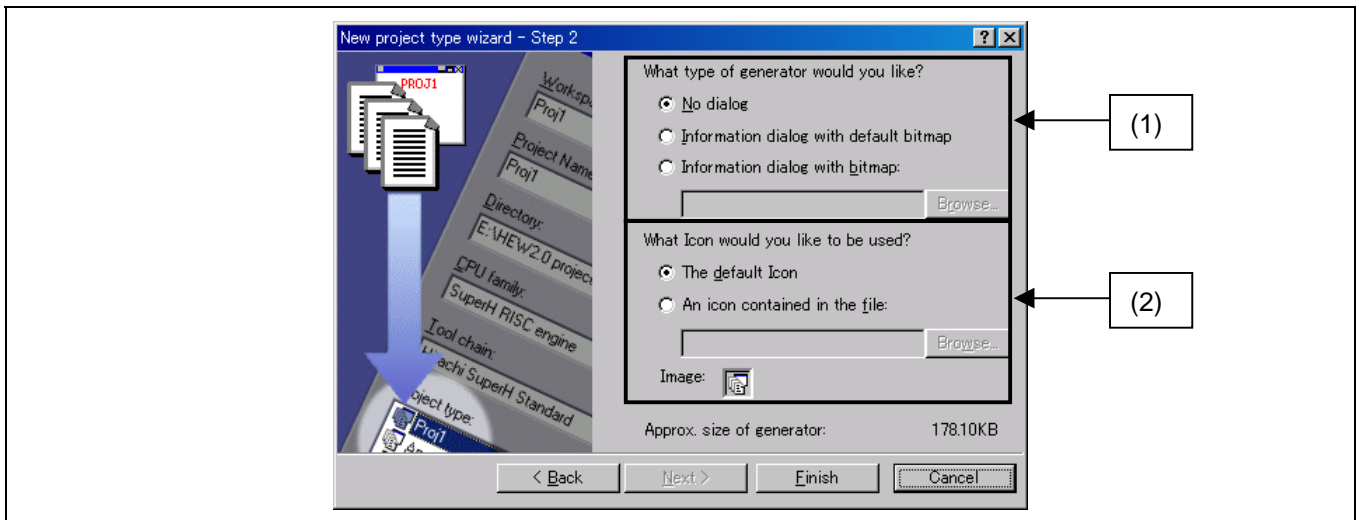 New project type wizard – Step 2
PROJ1
Workspa
Proj1
Project Name
Proj1
Directory:
E:\HEW2.0 projec
CPU family:
SuperH RISC engine
Tool chain:
Hitachi SuperH Standard
oject type:
Proj1
What type of generator would you like?
No dialog
Information dialog with default bitmap
Information dialog with bitmap:
Browse...
(1)
What Icon would you like to be used?
The default Icon
An icon contained in the file:
Browse...
Image:
(2)
Approx. size of generator: 178.10KB
< Back Next > Finish Cancel